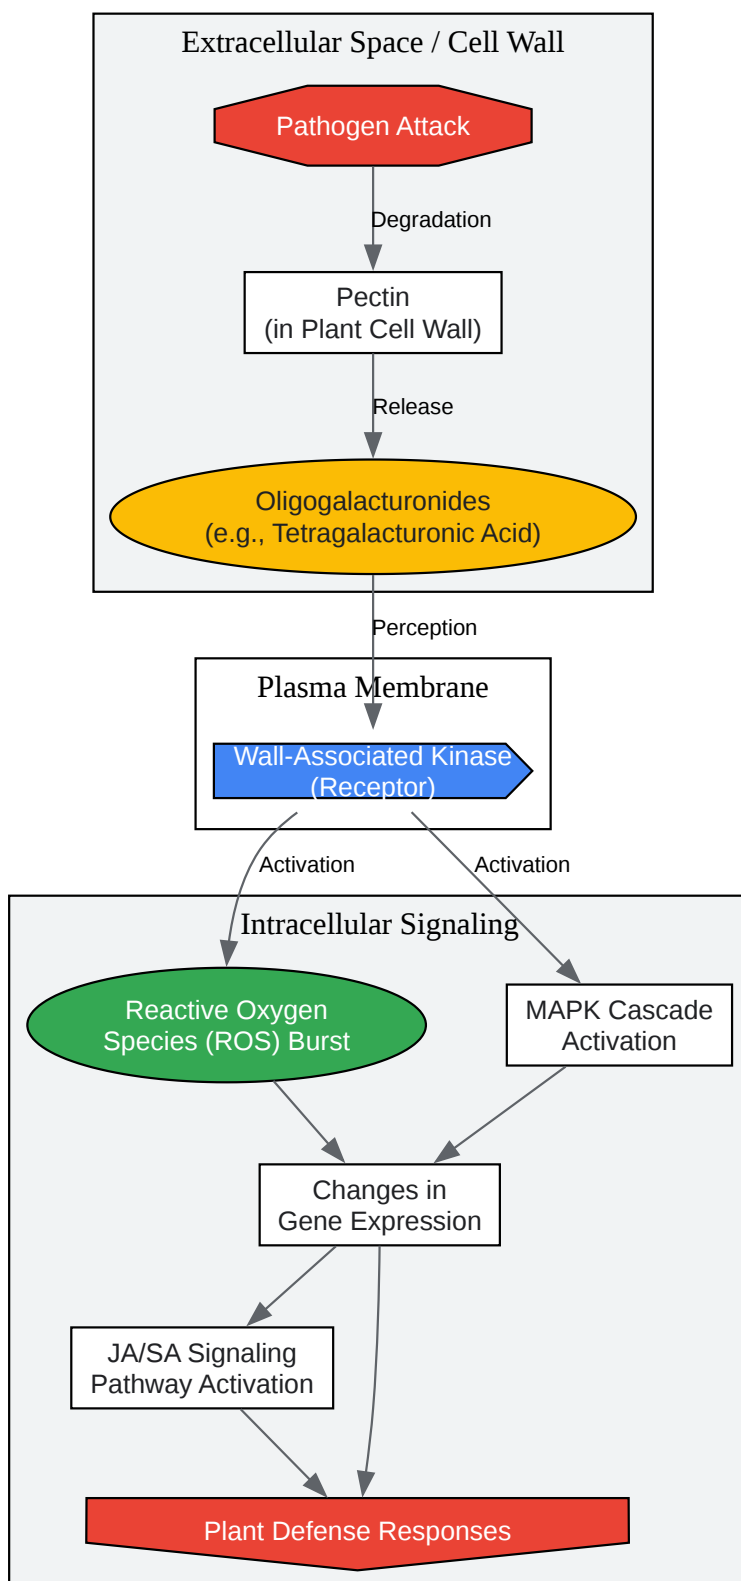 Extracellular Space / Cell Wall
Pathogen Attack
Degradation
Pectin
(in Plant Cell Wall)
Release
Oligogalacturonides
(e.g., Tetragalacturonic Acid)
Perception
Plasma Membrane
Wall-Associated Kinase
(Receptor)
Activation
Activation
Intracellular Signaling
Reactive Oxygen
Species (ROS) Burst
MAPK Cascade
Activation
Changes in
Gene Expression
JA/SA Signaling
Pathway Activation
Plant Defense Responses